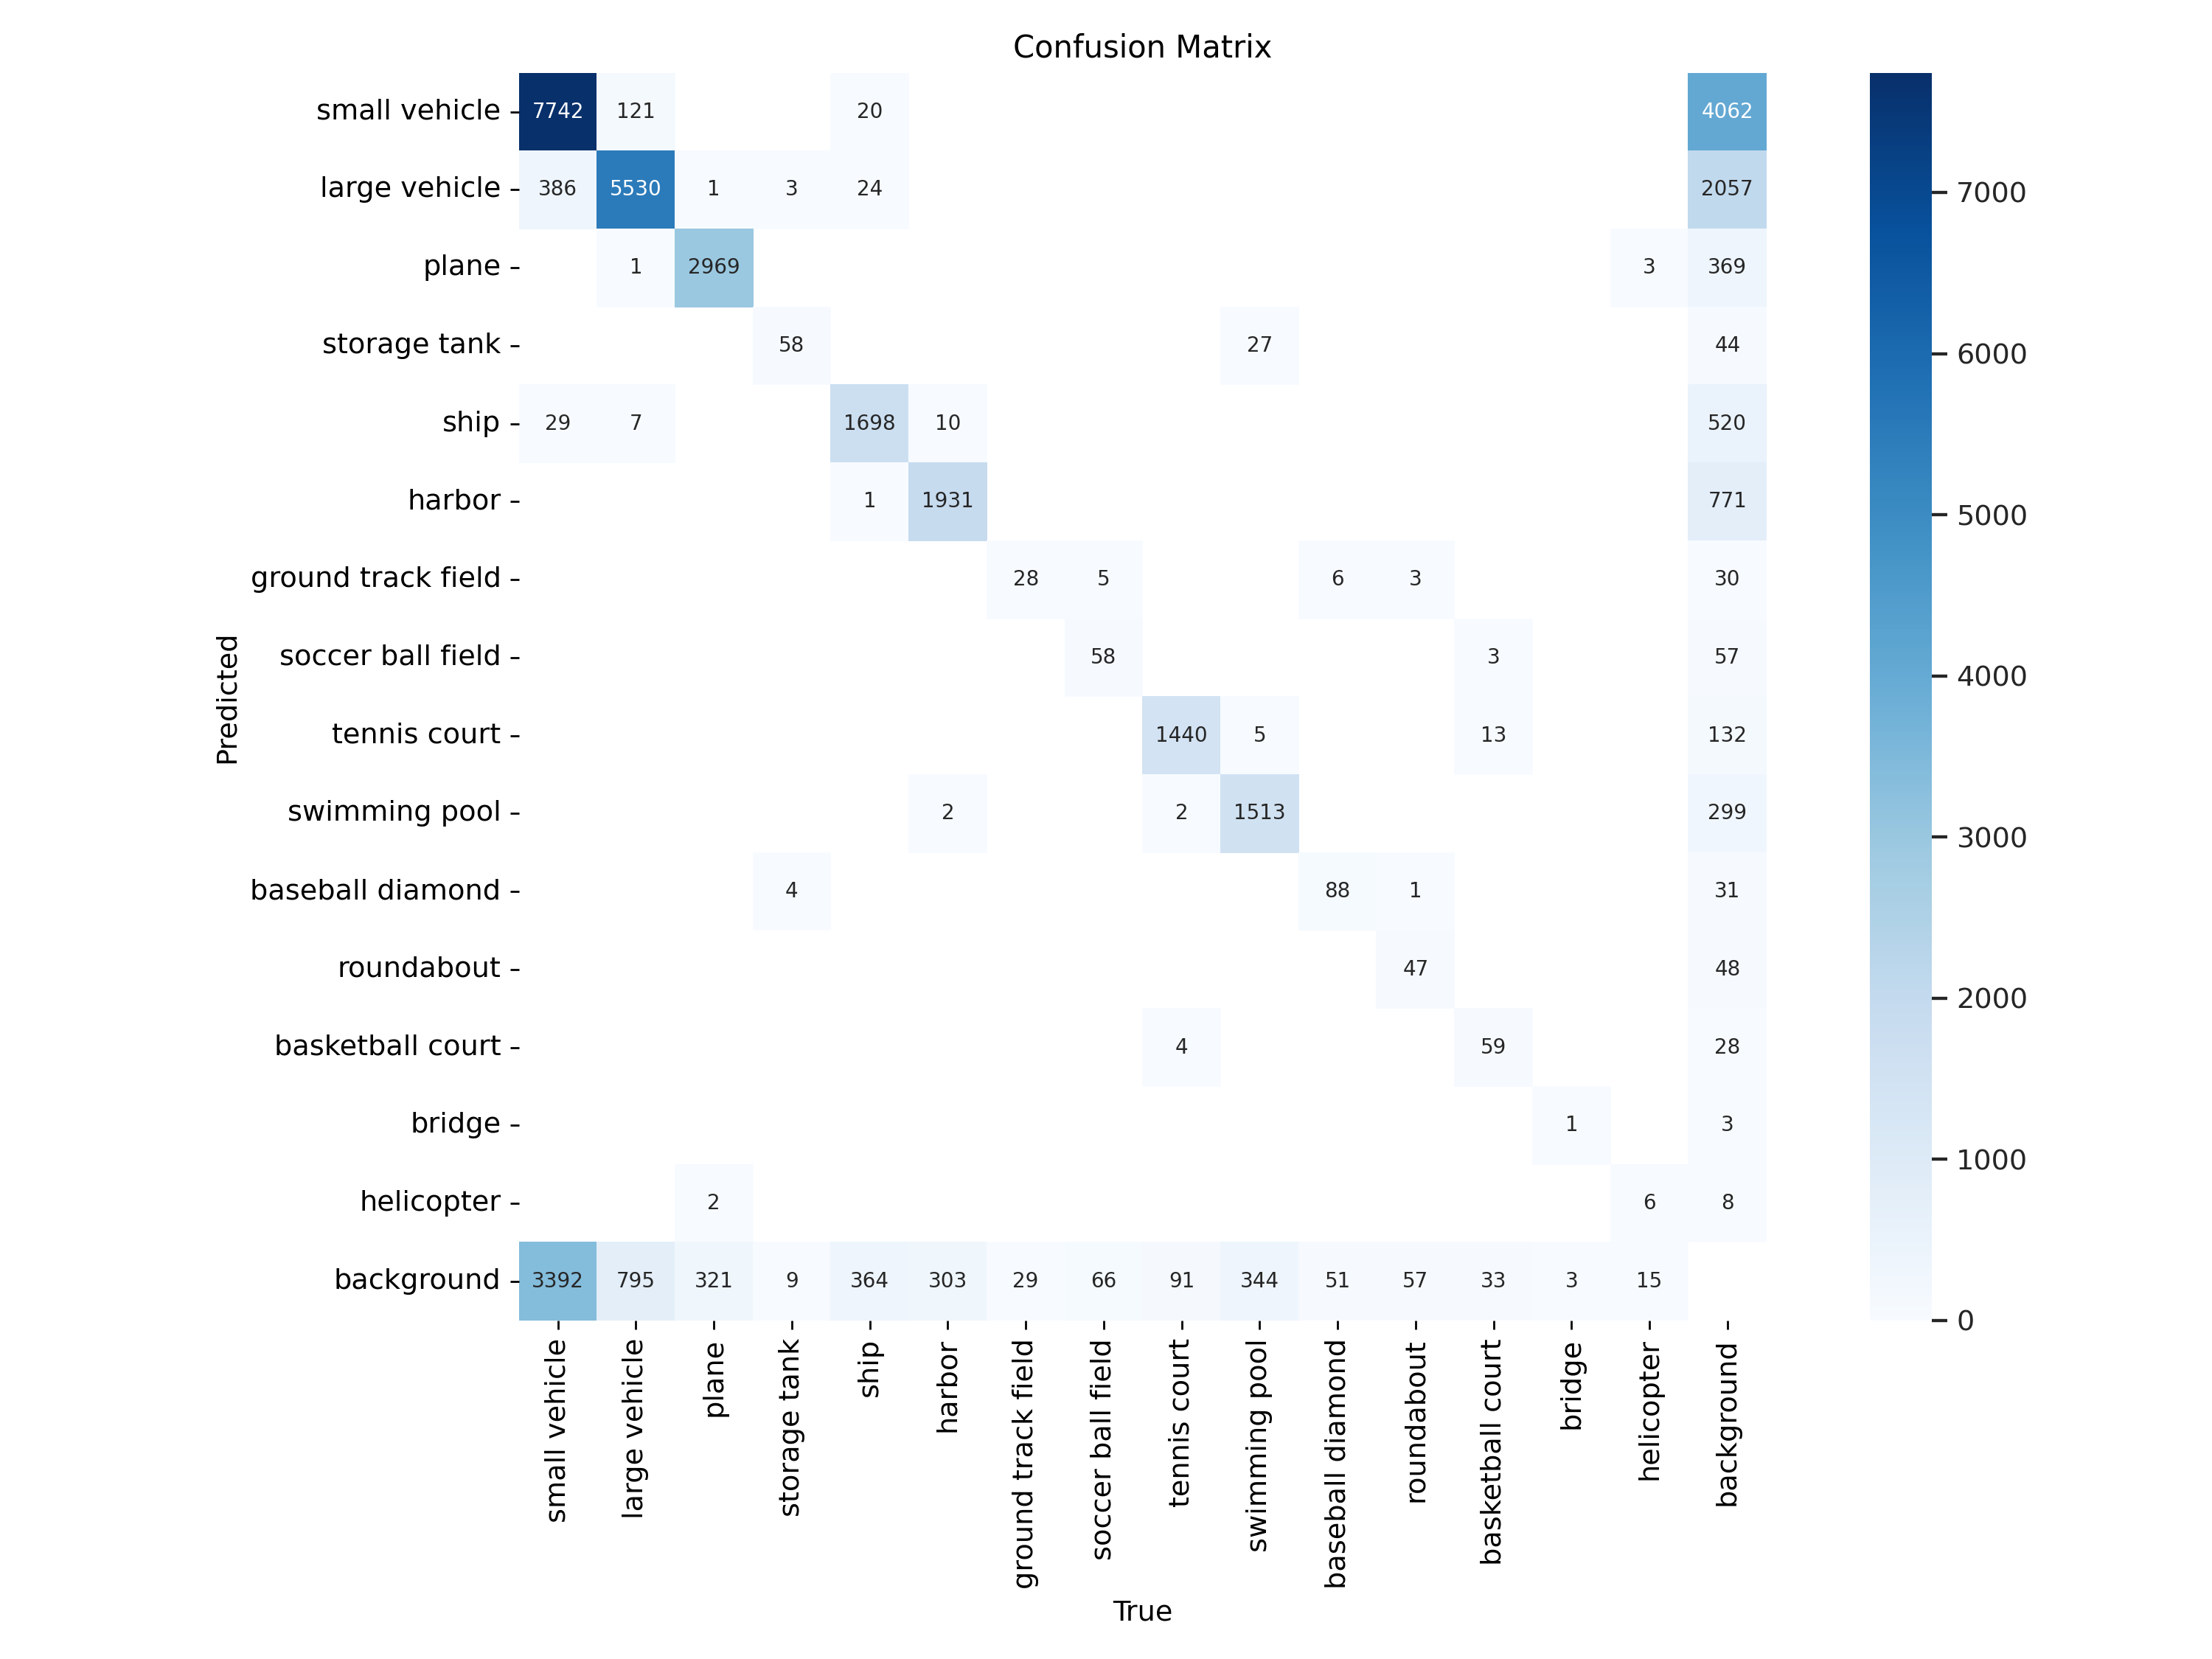 Confusion Matrix
small vehicle 7742 121 20 4062
large vehicle 386 5530 1 3 24 2057
plane 1 2969 3 369
storage tank 58 27 44
ship 29 7 1698 10 520
harbor 1 1931 771
ground track field 28 5 6 3 30
soccer ball field 58 3 57
tennis court 1440 5 13 132
swimming pool 2 2 1513 299
baseball diamond 4 88 1 31
roundabout 47 48
basketball court 4 59 28
bridge 1 3
helicopter 2 6 8
background 3392 795 321 9 364 303 29 66 91 344 51 57 33 3 15
Predicted
small vehicle
large vehicle
plane
storage tank
ship
harbor
ground track field
soccer ball field
tennis court
swimming pool
baseball diamond
roundabout
basketball court
bridge
helicopter
background
True
7000
6000
5000
4000
3000
2000
1000
0